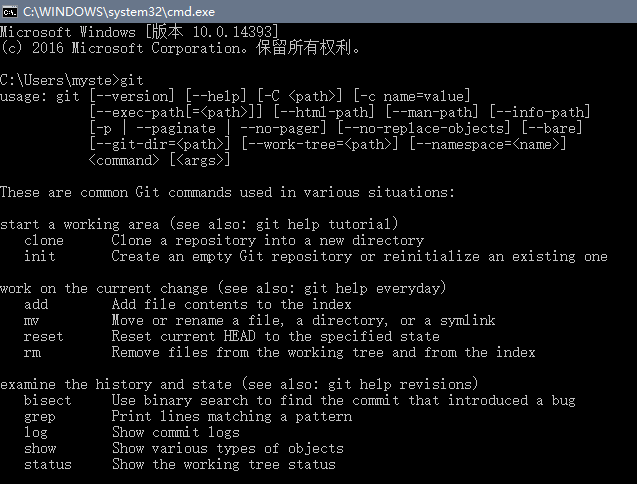 C:\WINDOWS\system32\cmd.exe
Microsoft Windows [版本 10.0.14393]
(c) 2016 Microsoft Corporation。保留所有权利。
C:\Users\myste>git
usage: git [--version] [--help] [-C <path>] [-c name=value]
[--exec-path[=<path>]] [--html-path] [--man-path] [--info-path]
[-p | --paginate | --no-pager] [--no-replace-objects] [--bare]
[--git-dir=<path>] [--work-tree=<path>] [--namespace=<name>]
<command> [<args>]
These are common Git commands used in various situations:
start a working area (see also: git help tutorial)
clone Clone a repository into a new directory
init Create an empty Git repository or reinitialize an existing one
work on the current change (see also: git help everyday)
add Add file contents to the index
mv Move or rename a file, a directory, or a symlink
reset Reset current HEAD to the specified state
rm Remove files from the working tree and from the index
examine the history and state (see also: git help revisions)
bisect Use binary search to find the commit that introduced a bug
grep Print lines matching a pattern
log Show commit logs
show Show various types of objects
status Show the working tree status